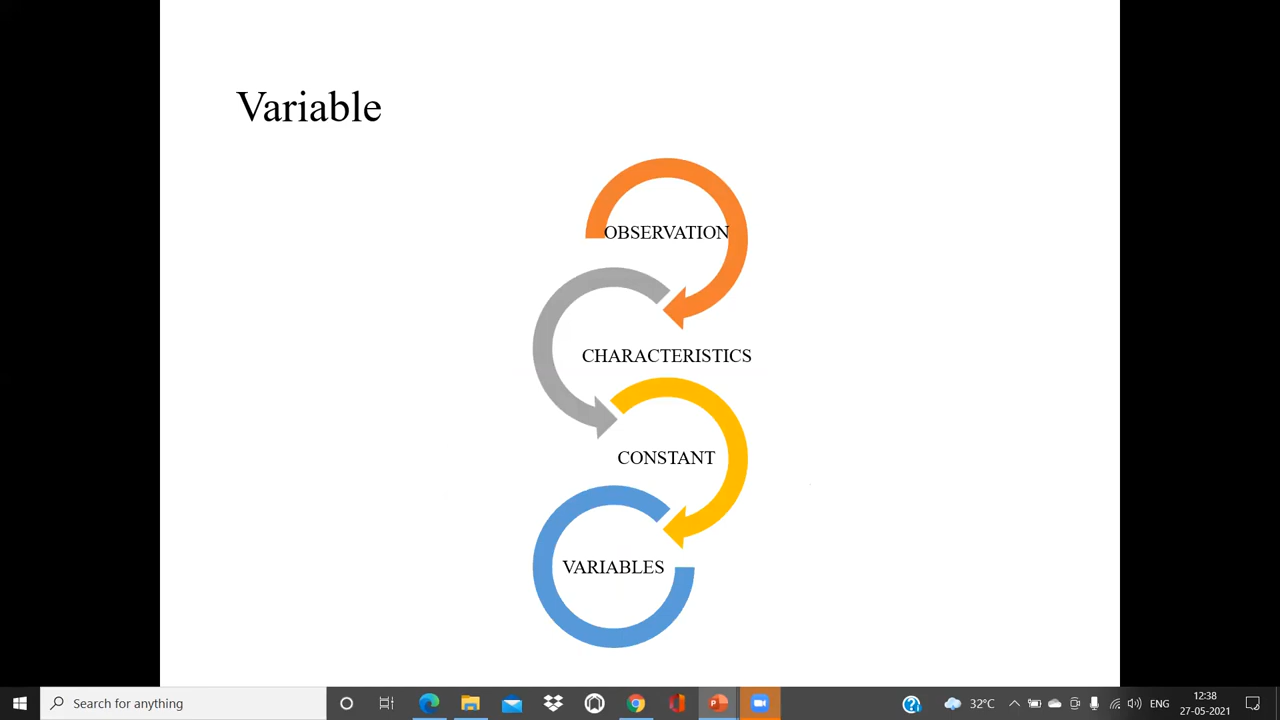 Variable
OBSERVATION
CHARACTERISTICS
CONSTANT
VARIABLES
Search for anything
32°C
ENG
12:38
27-05-2021